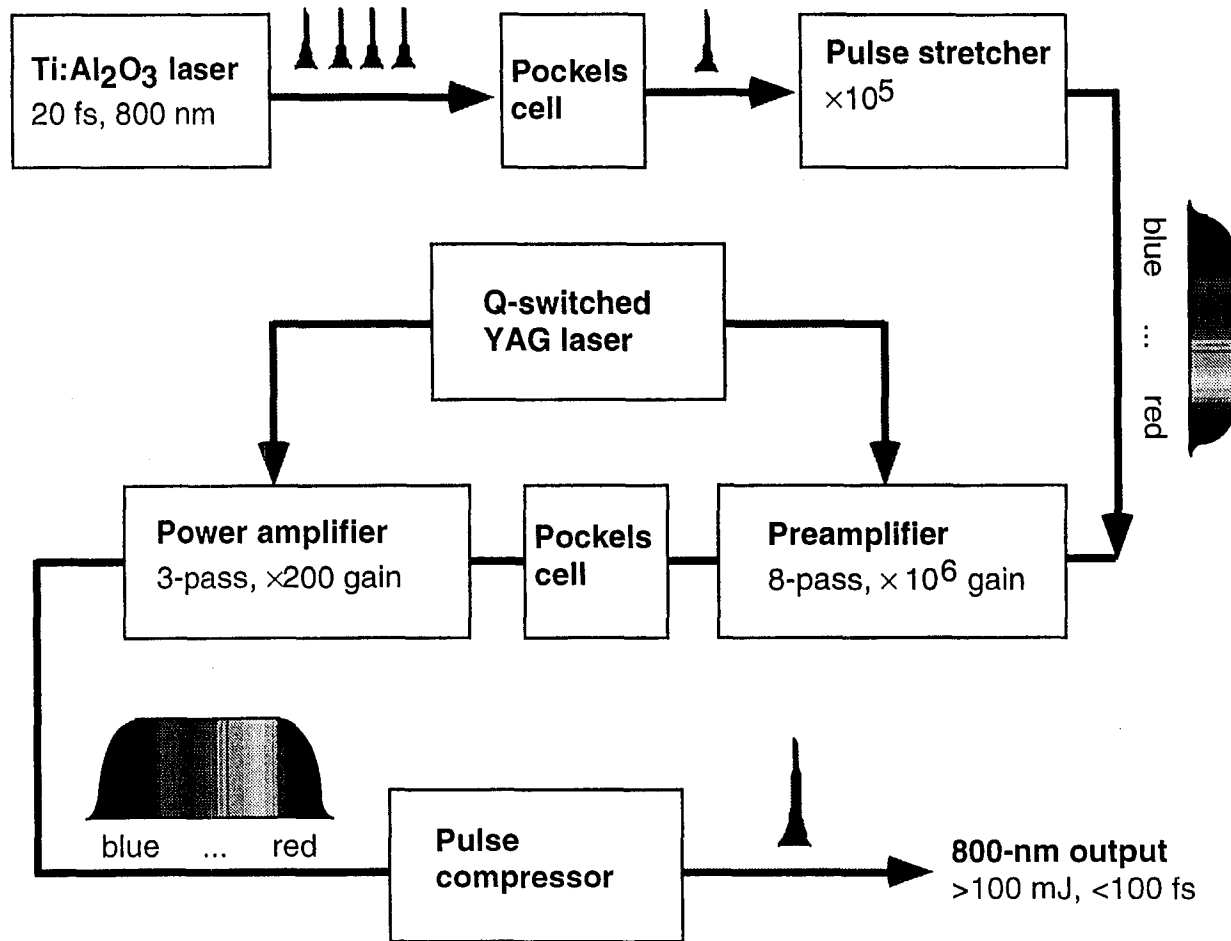 Ti:Al2O3 laser
20 fs, 800 nm
Pockels
cell
Pulse stretcher
×10^5
blue
...
red
Q-switched
YAG laser
Power amplifier
3-pass, ×200 gain
Pockels
cell
Preamplifier
8-pass, × 10^6 gain
blue ... red
Pulse
compressor
800-nm output
>100 mJ, <100 fs